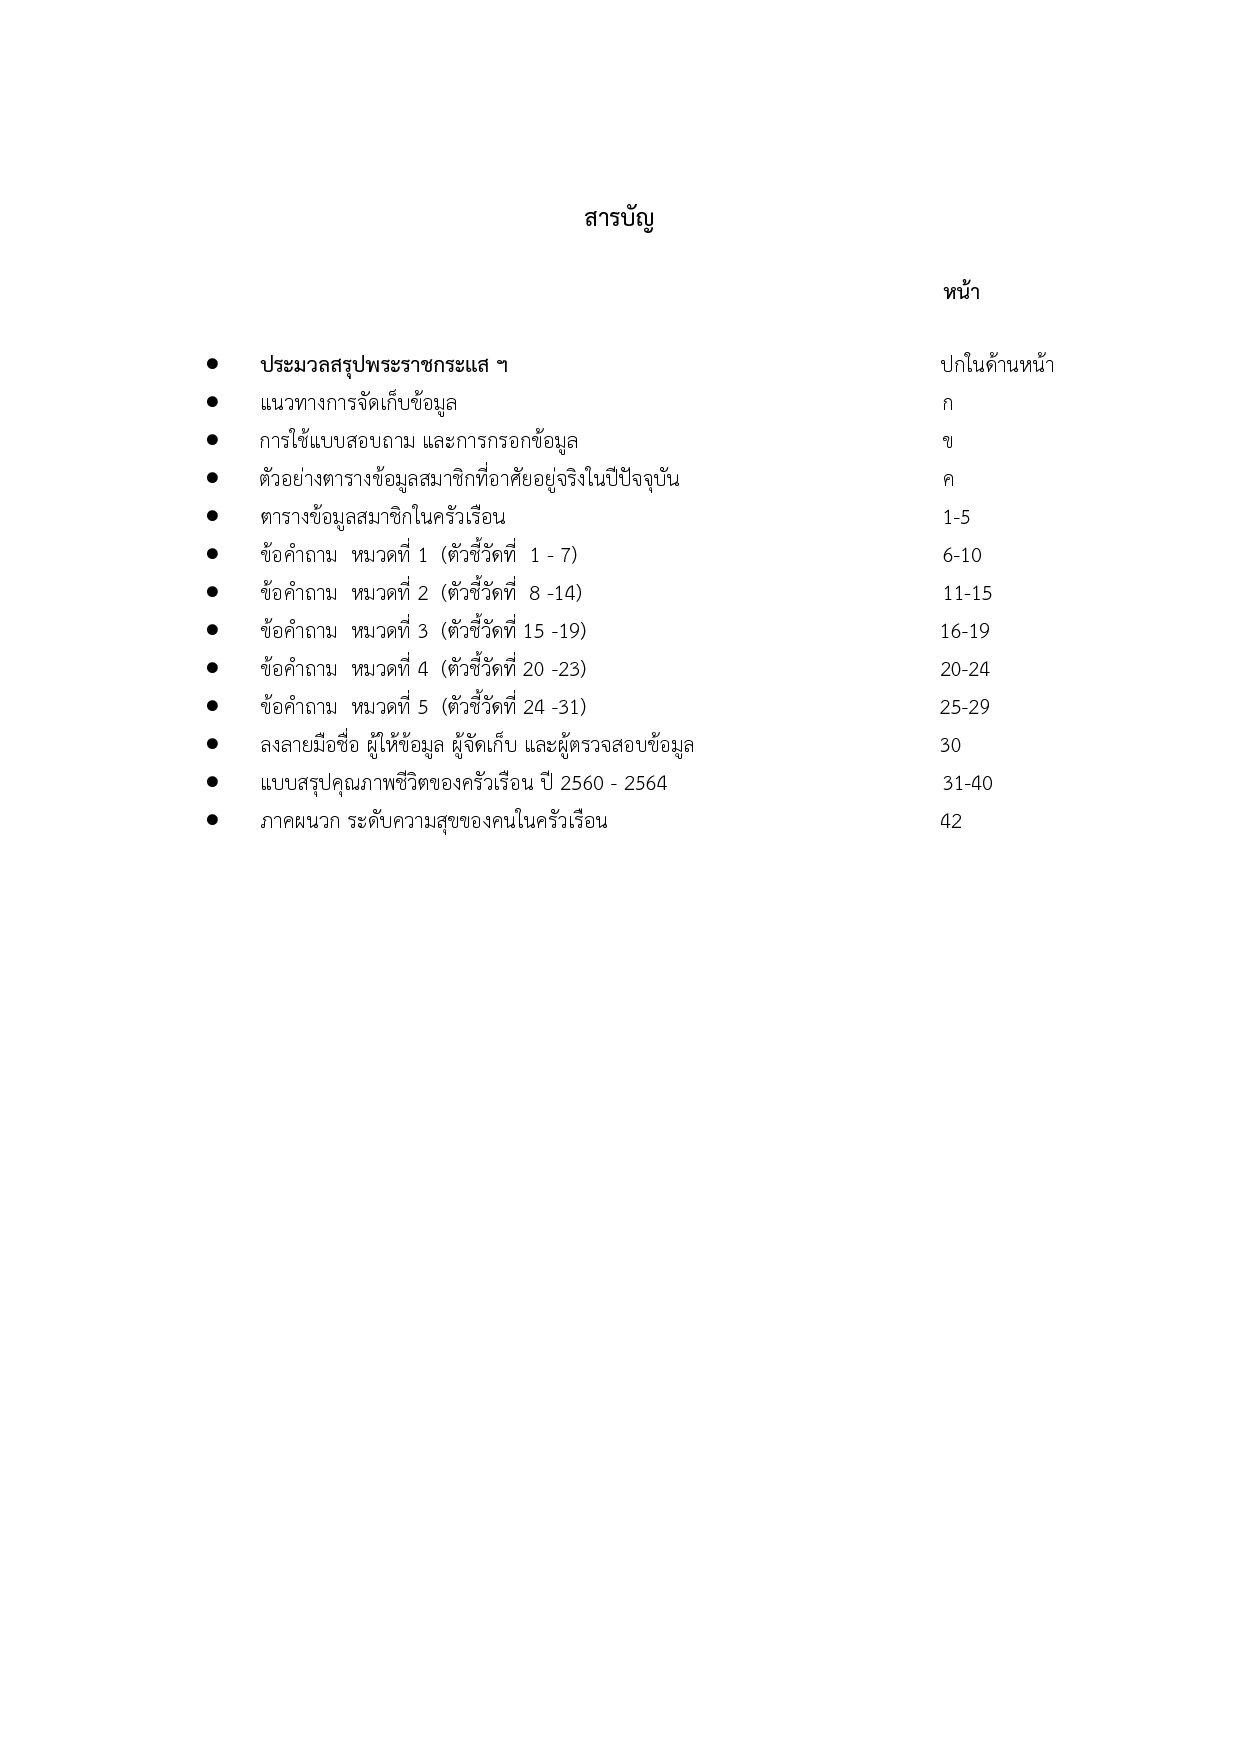 สารบัญ
หน้า
● ประมวลสรุปพระราชกระแส ฯ ปกในด้านหน้า
● แนวทางการจัดเก็บข้อมูล ก
● การใช้แบบสอบถาม และการกรอกข้อมูล ข
● ตัวอย่างตารางข้อมูลสมาชิกที่อาศัยอยู่จริงในปีปัจจุบัน ค
● ตารางข้อมูลสมาชิกในครัวเรือน 1-5
● ข้อคำถาม หมวดที่ 1 (ตัวชี้วัดที่ 1 - 7) 6-10
● ข้อคำถาม หมวดที่ 2 (ตัวชี้วัดที่ 8 -14) 11-15
● ข้อคำถาม หมวดที่ 3 (ตัวชี้วัดที่ 15 -19) 16-19
● ข้อคำถาม หมวดที่ 4 (ตัวชี้วัดที่ 20 -23) 20-24
● ข้อคำถาม หมวดที่ 5 (ตัวชี้วัดที่ 24 -31) 25-29
● ลงลายมือชื่อ ผู้ให้ข้อมูล ผู้จัดเก็บ และผู้ตรวจสอบข้อมูล 30
● แบบสรุปคุณภาพชีวิตของครัวเรือน ปี 2560 - 2564 31-40
● ภาคผนวก ระดับความสุขของคนในครัวเรือน 42